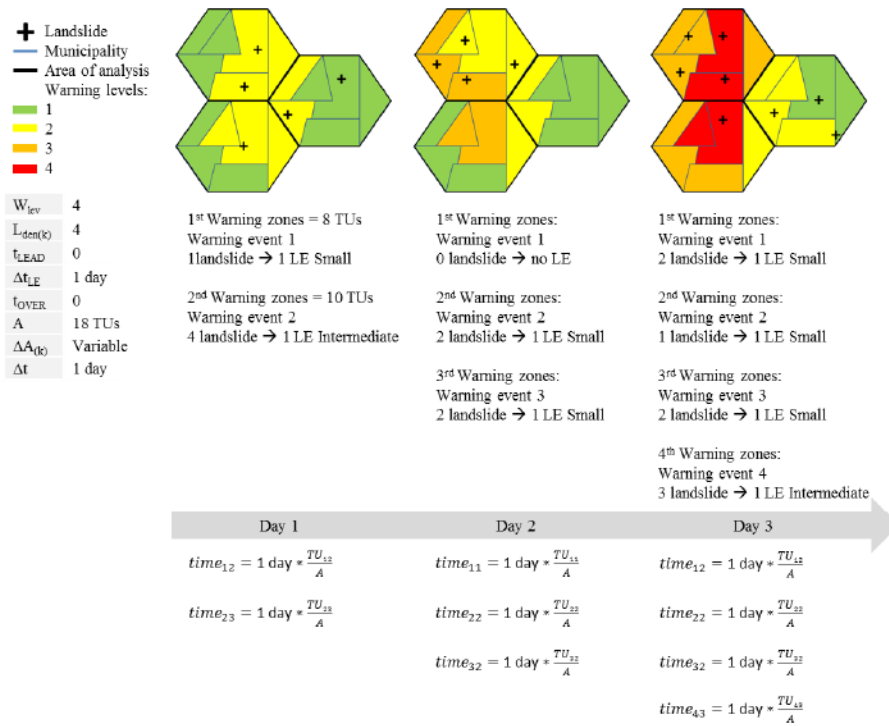 Landslide
Municipality
Area of analysis
Warning levels:
1
2
3
4
W_lev 4
L_den(k) 4
t_LEAD 0
Δt_LE 1 day
t_OVER 0
A 18 TUs
ΔA_(k) Variable
Δt 1 day
1st Warning zones = 8 TUs
Warning event 1
1landslide → 1 LE Small
2nd Warning zones = 10 TUs
Warning event 2
4 landslide → 1 LE Intermediate
1st Warning zones:
Warning event 1
0 landslide → no LE
2nd Warning zones:
Warning event 2
2 landslide → 1 LE Small
3rd Warning zones:
Warning event 3
2 landslide → 1 LE Small
1st Warning zones:
Warning event 1
2 landslide → 1 LE Small
2nd Warning zones:
Warning event 2
1 landslide → 1 LE Small
3rd Warning zones:
Warning event 3
2 landslide → 1 LE Small
4th Warning zones:
Warning event 4
3 landslide → 1 LE Intermediate
Day 1
Day 2
Day 3
time₁₂ = 1 day * TU₁₂/A
time₂₃ = 1 day * TU₂₃/A
time₁₁ = 1 day * TU₁₁/A
time₂₂ = 1 day * TU₂₂/A
time₃₂ = 1 day * TU₃₂/A
time₁₂ = 1 day * TU₁₂/A
time₂₂ = 1 day * TU₂₂/A
time₃₂ = 1 day * TU₃₂/A
time₄₃ = 1 day * TU₄₃/A